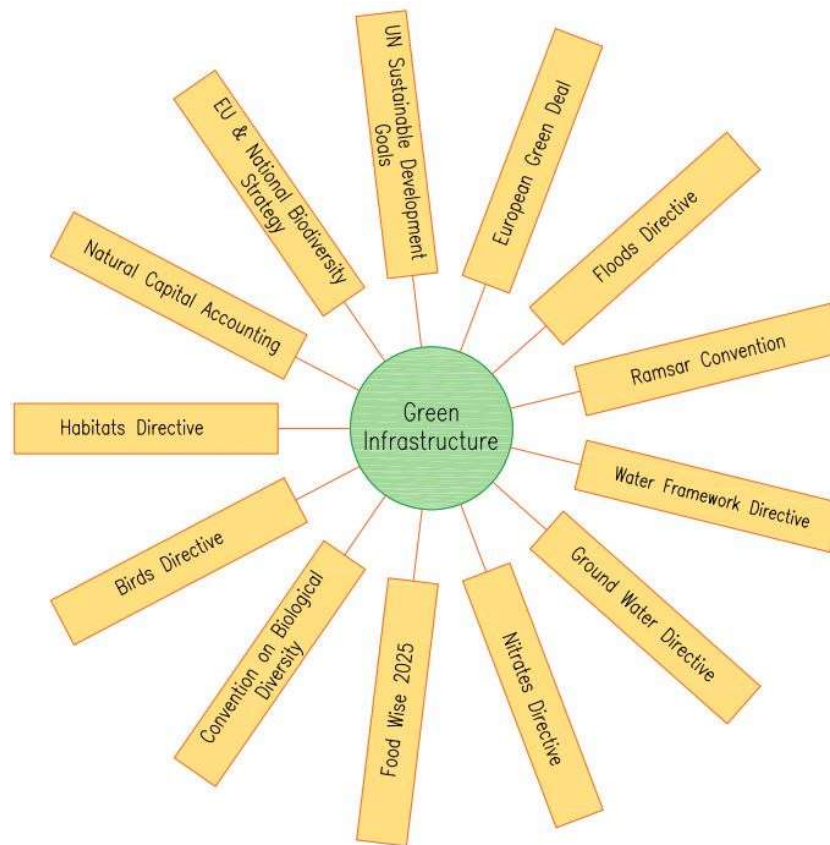 Green
Infrastructure
UN Sustainable Development
Goals
European Green Deal
Floods Directive
Ramsar Convention
Water Framework Directive
Ground Water Directive
Nitrates Directive
Food Wise 2025
Convention on Biological
Diversity
Birds Directive
Habitats Directive
Natural Capital Accounting
EU & National Biodiversity
Strategy